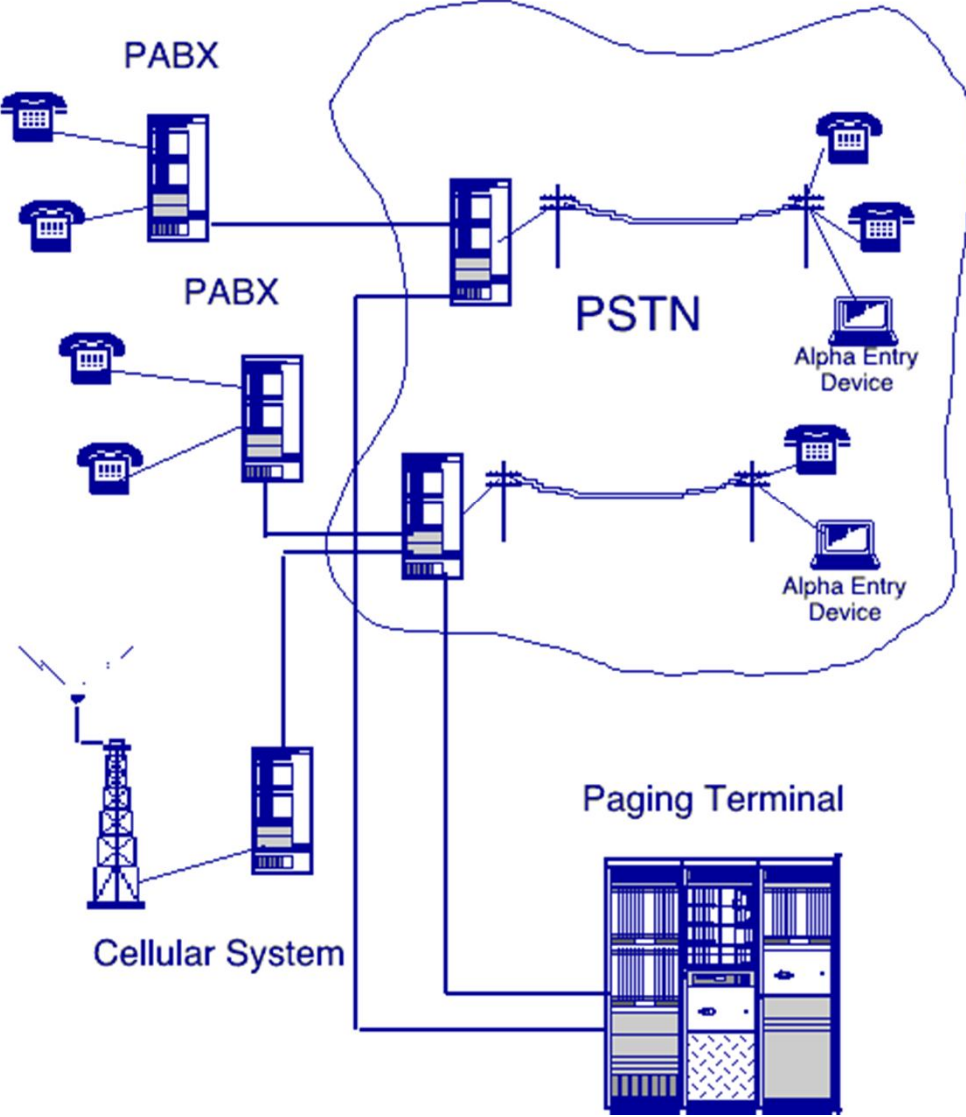 PABX
PABX
PSTN
Alpha Entry
Device
Alpha Entry
Device
Paging Terminal
Cellular System